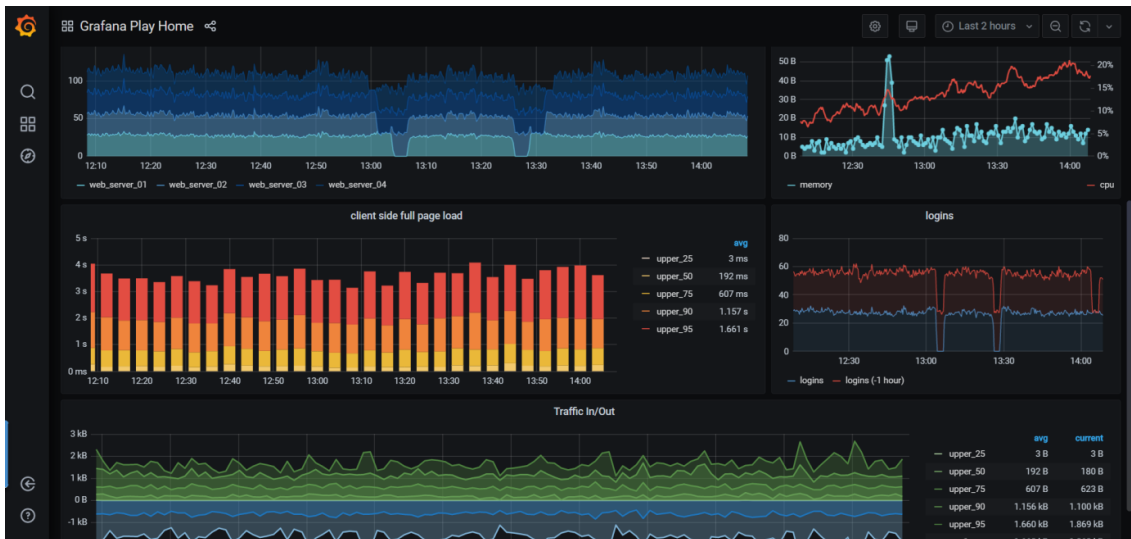 Grafana Play Home
Last 2 hours
100
50
0
12:10 12:20 12:30 12:40 12:50 13:00 13:10 13:20 13:30 13:40 13:50 14:00
web_server_01 web_server_02 web_server_03 web_server_04
50 B
40 B
30 B
20 B
10 B
0 B
20%
15%
10%
5%
0%
12:30 13:00 13:30 14:00
memory cpu
client side full page load
5 s
4 s
3 s
2 s
1 s
0 ms
12:10 12:20 12:30 12:40 12:50 13:00 13:10 13:20 13:30 13:40 13:50 14:00
avg
upper_25 3 ms
upper_50 192 ms
upper_75 607 ms
upper_90 1.157 s
upper_95 1.661 s
logins
80
60
40
20
0
12:30 13:00 13:30 14:00
logins logins (-1 hour)
Traffic In/Out
3 kB
2 kB
1 kB
0 B
-1 kB
avg current
upper_25 3 B 3 B
upper_50 192 B 180 B
upper_75 607 B 623 B
upper_90 1.156 kB 1.100 kB
upper_95 1.660 kB 1.869 kB